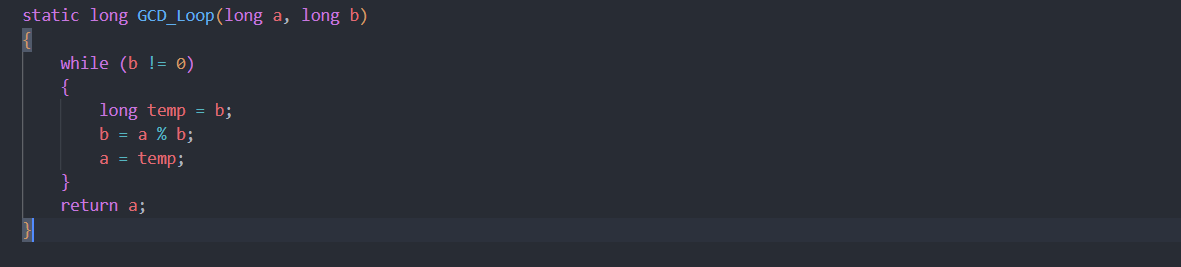 static long GCD_Loop(long a, long b)
{
    while (b != 0)
    {
        long temp = b;
        b = a % b;
        a = temp;
    }
    return a;
}